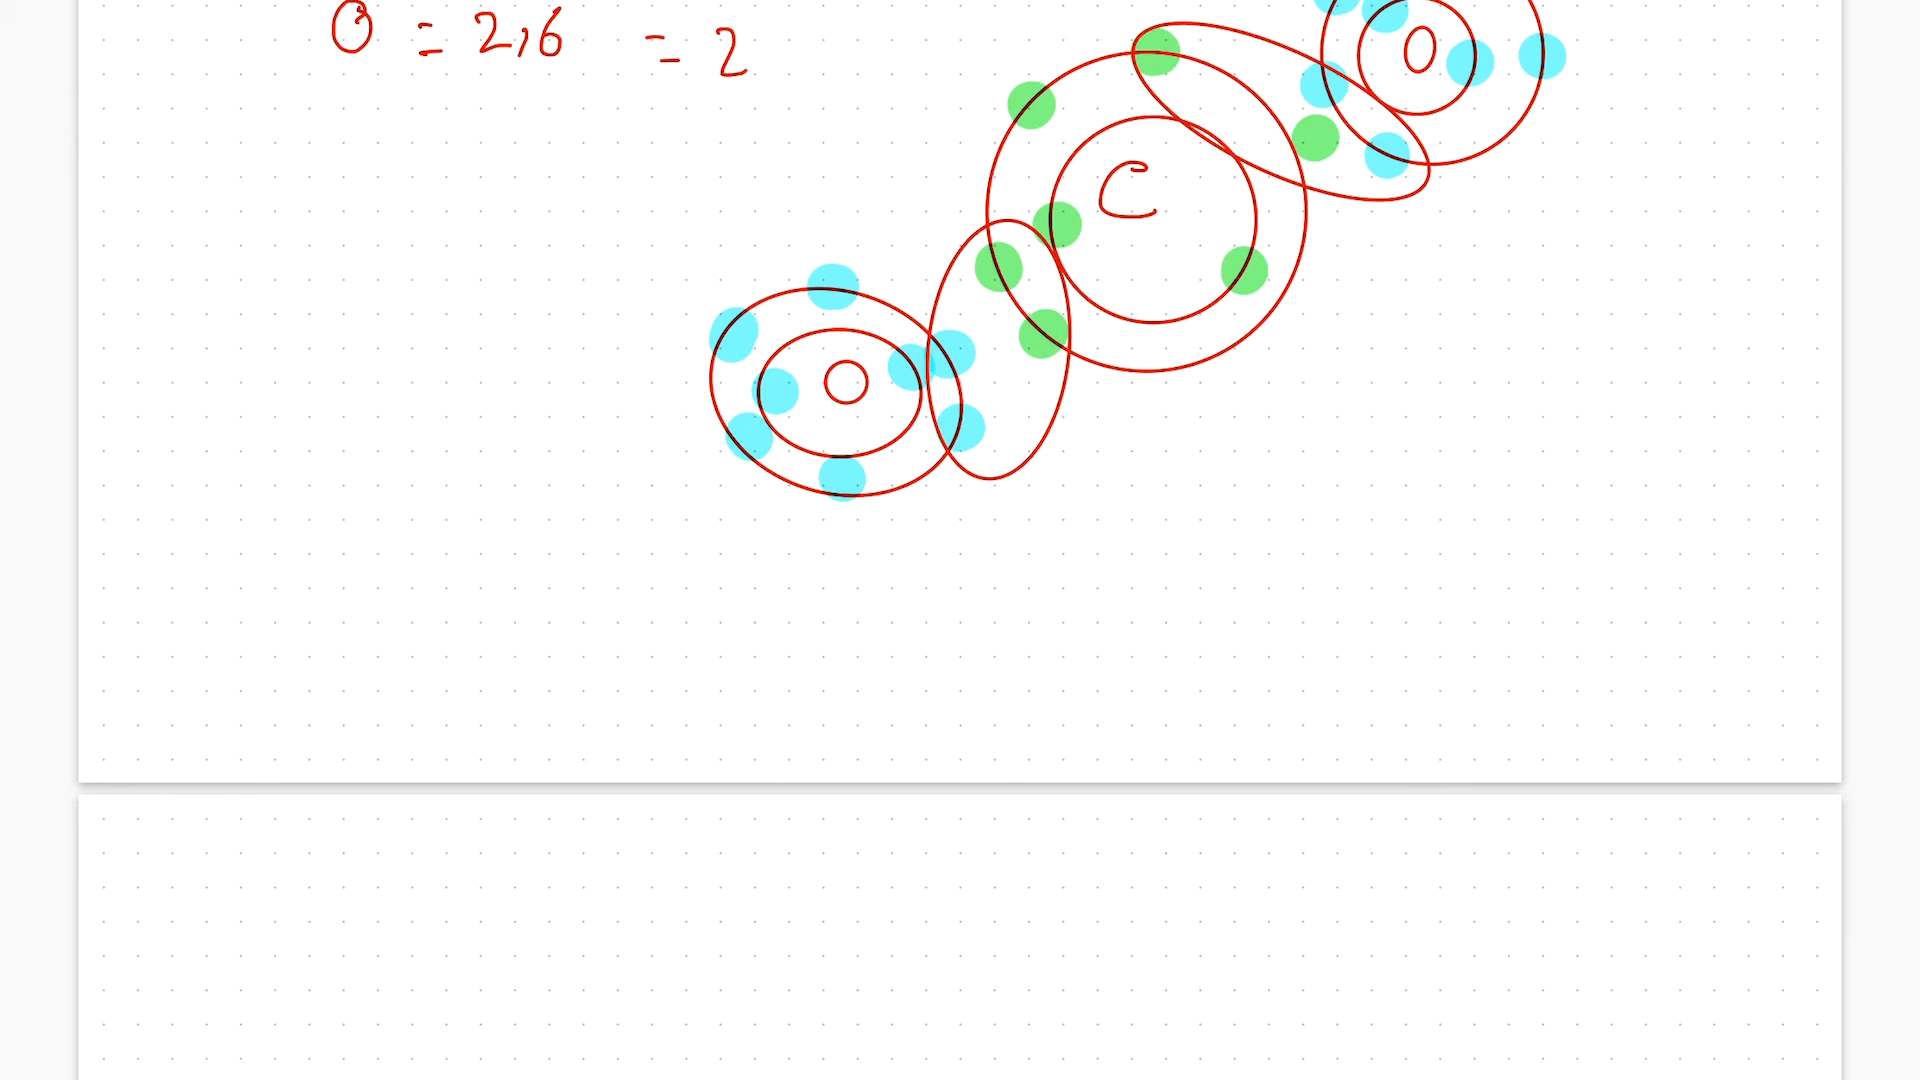 O = 2,6 = 2
O
C
O